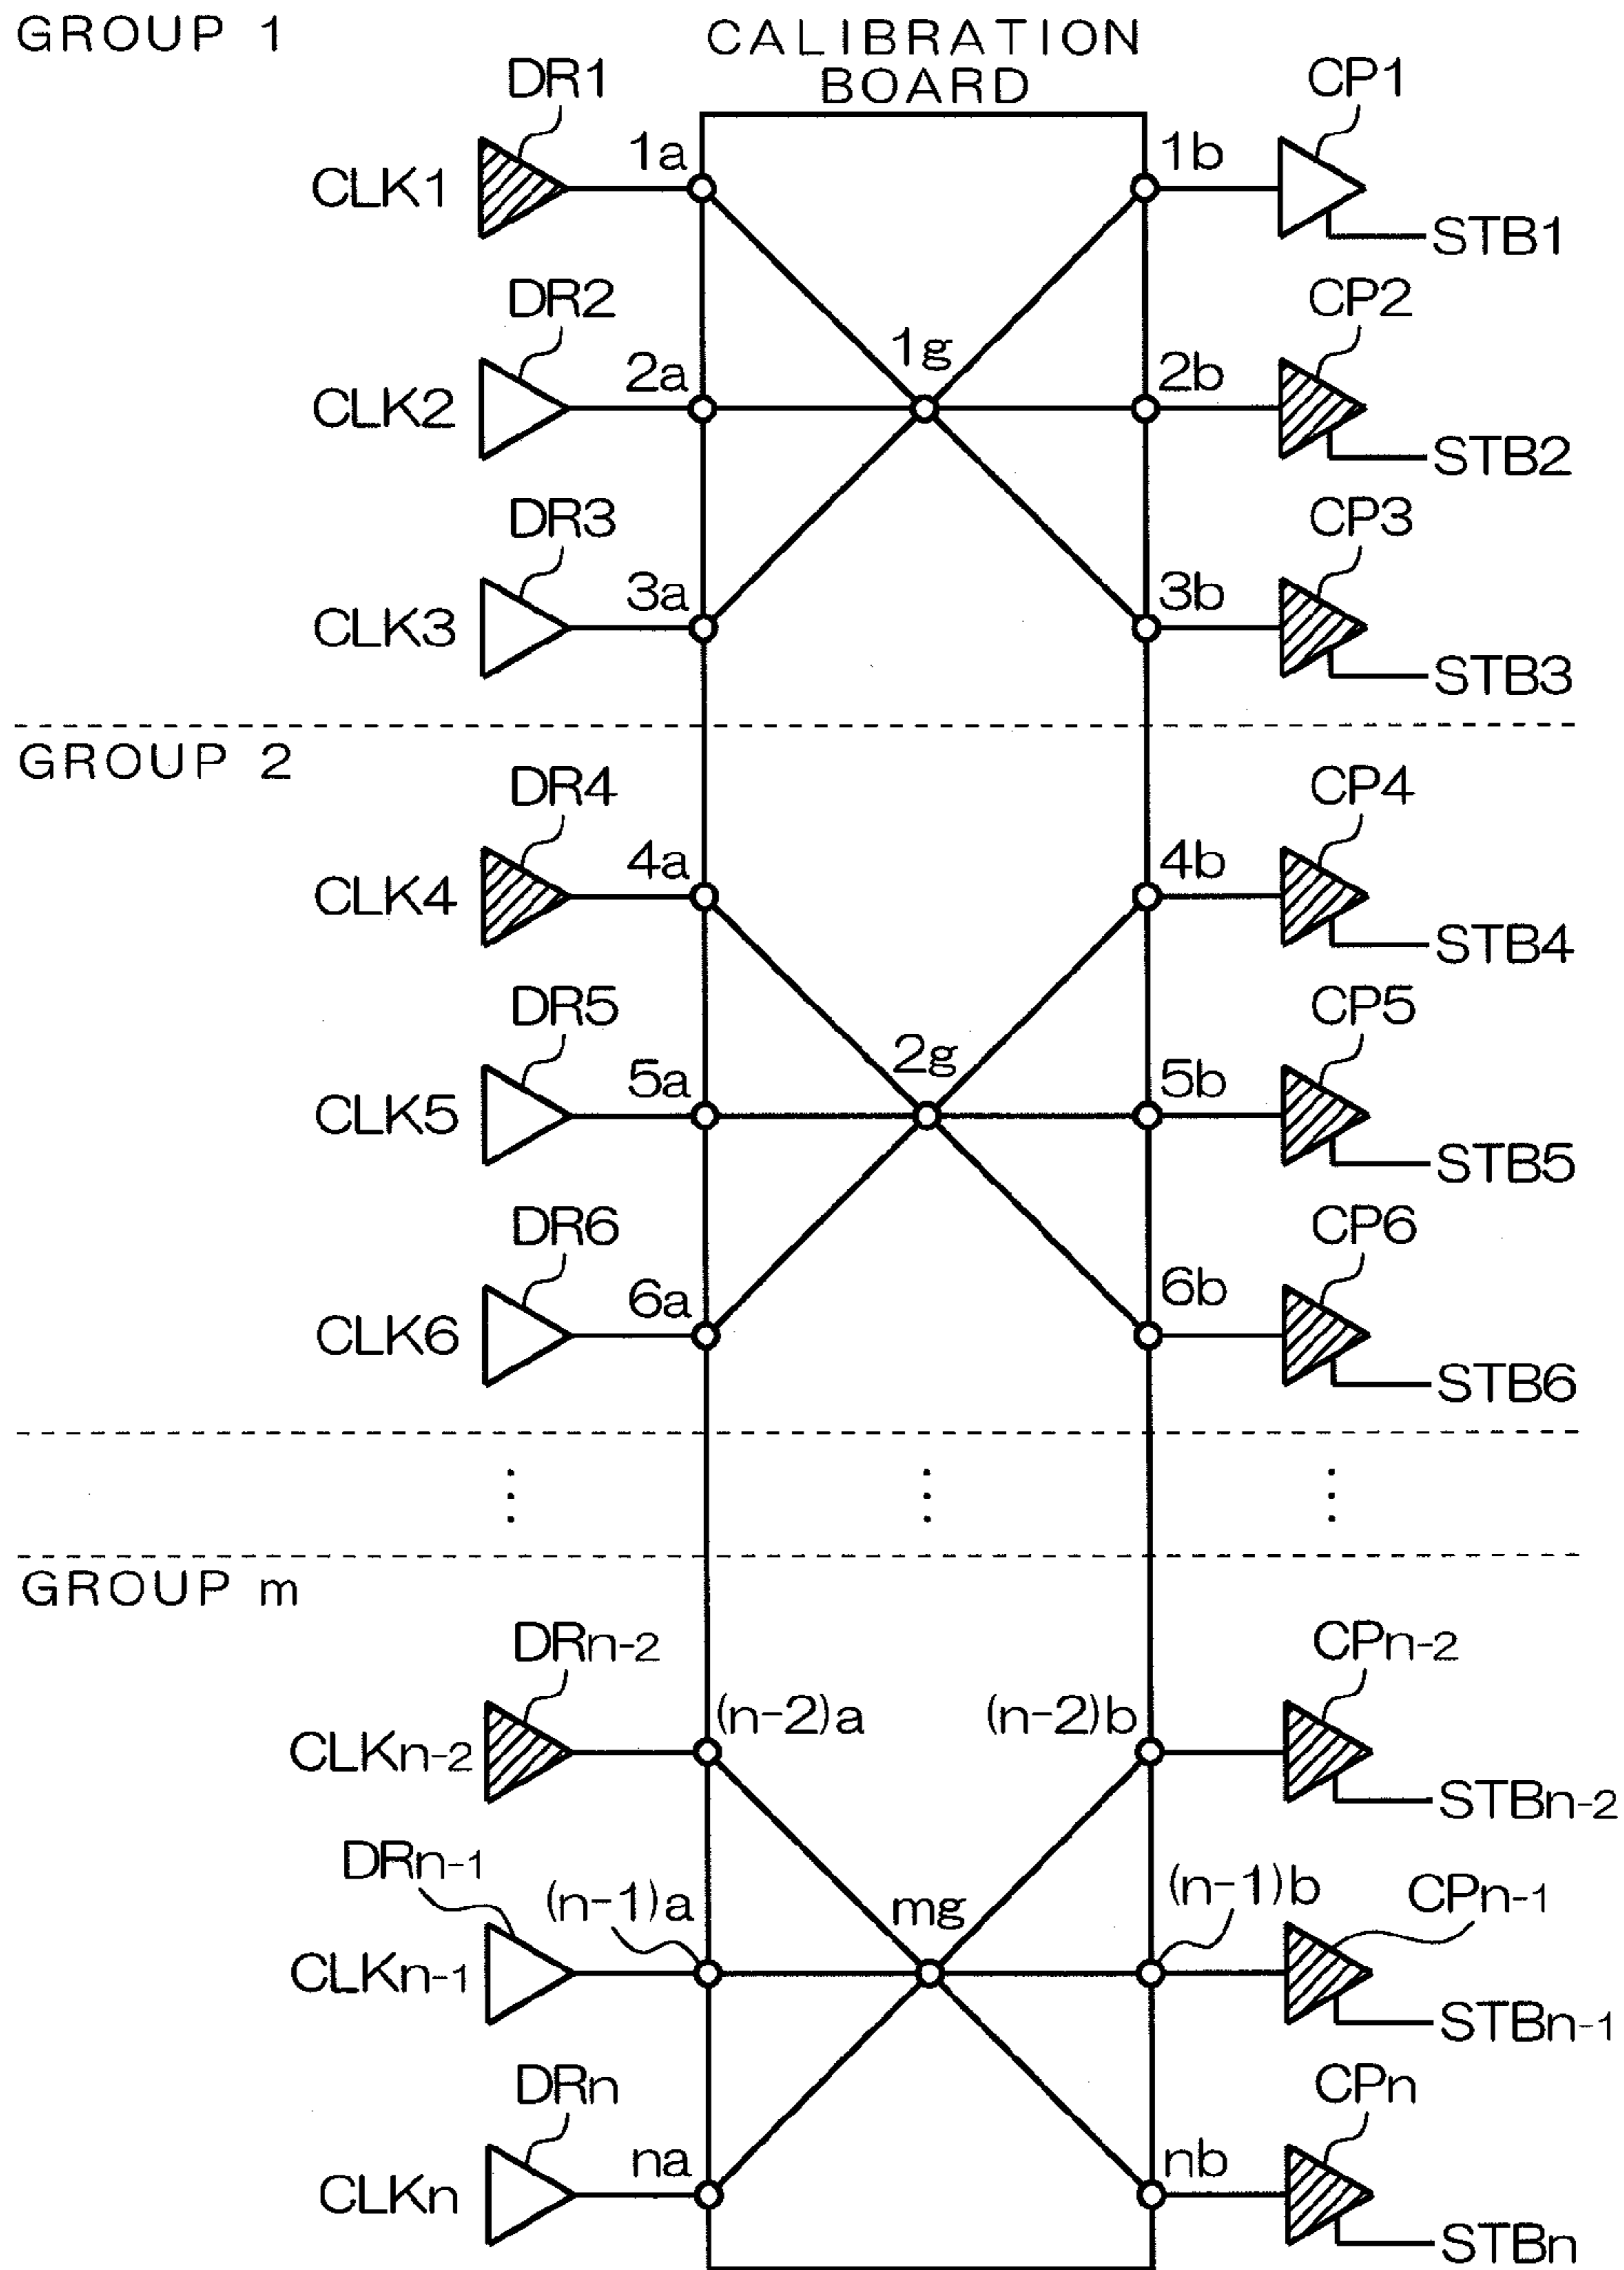 GROUP 1
CALIBRATION
BOARD
DR1
CP1
1a
1b
CLK1
STB1
DR2
CP2
1g
2a
2b
CLK2
STB2
DR3
CP3
3a
3b
CLK3
STB3
GROUP 2
DR4
CP4
4a
4b
CLK4
STB4
DR5
CP5
2g
5a
5b
CLK5
STB5
DR6
CP6
6a
6b
CLK6
STB6
GROUP m
DRn-2
CPn-2
(n-2)a
(n-2)b
CLKn-2
STBn-2
DRn-1
(n-1)a
mg
(n-1)b
CPn-1
CLKn-1
STBn-1
DRn
CPn
na
nb
CLKn
STBn